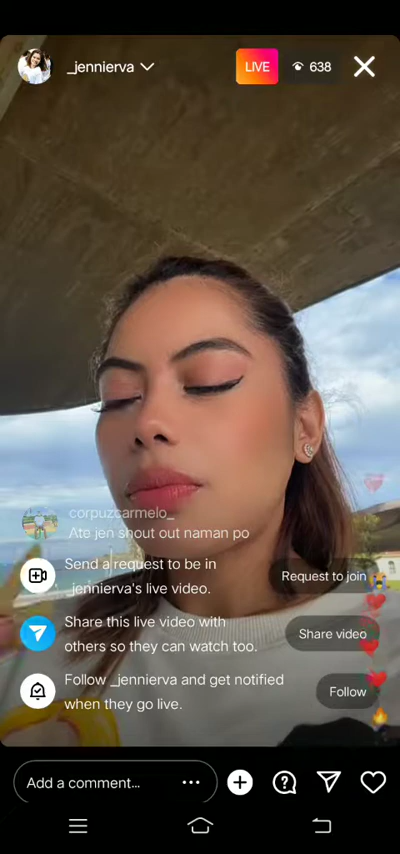 _jennierva
LIVE
638
corpuzcarmelo_
Ate jen shout out naman po
Send a request to be in
_jennierva's live video.
Request to join
Share this live video with
others so they can watch too.
Share video
Follow _jennierva and get notified
when they go live.
Follow
Add a comment...